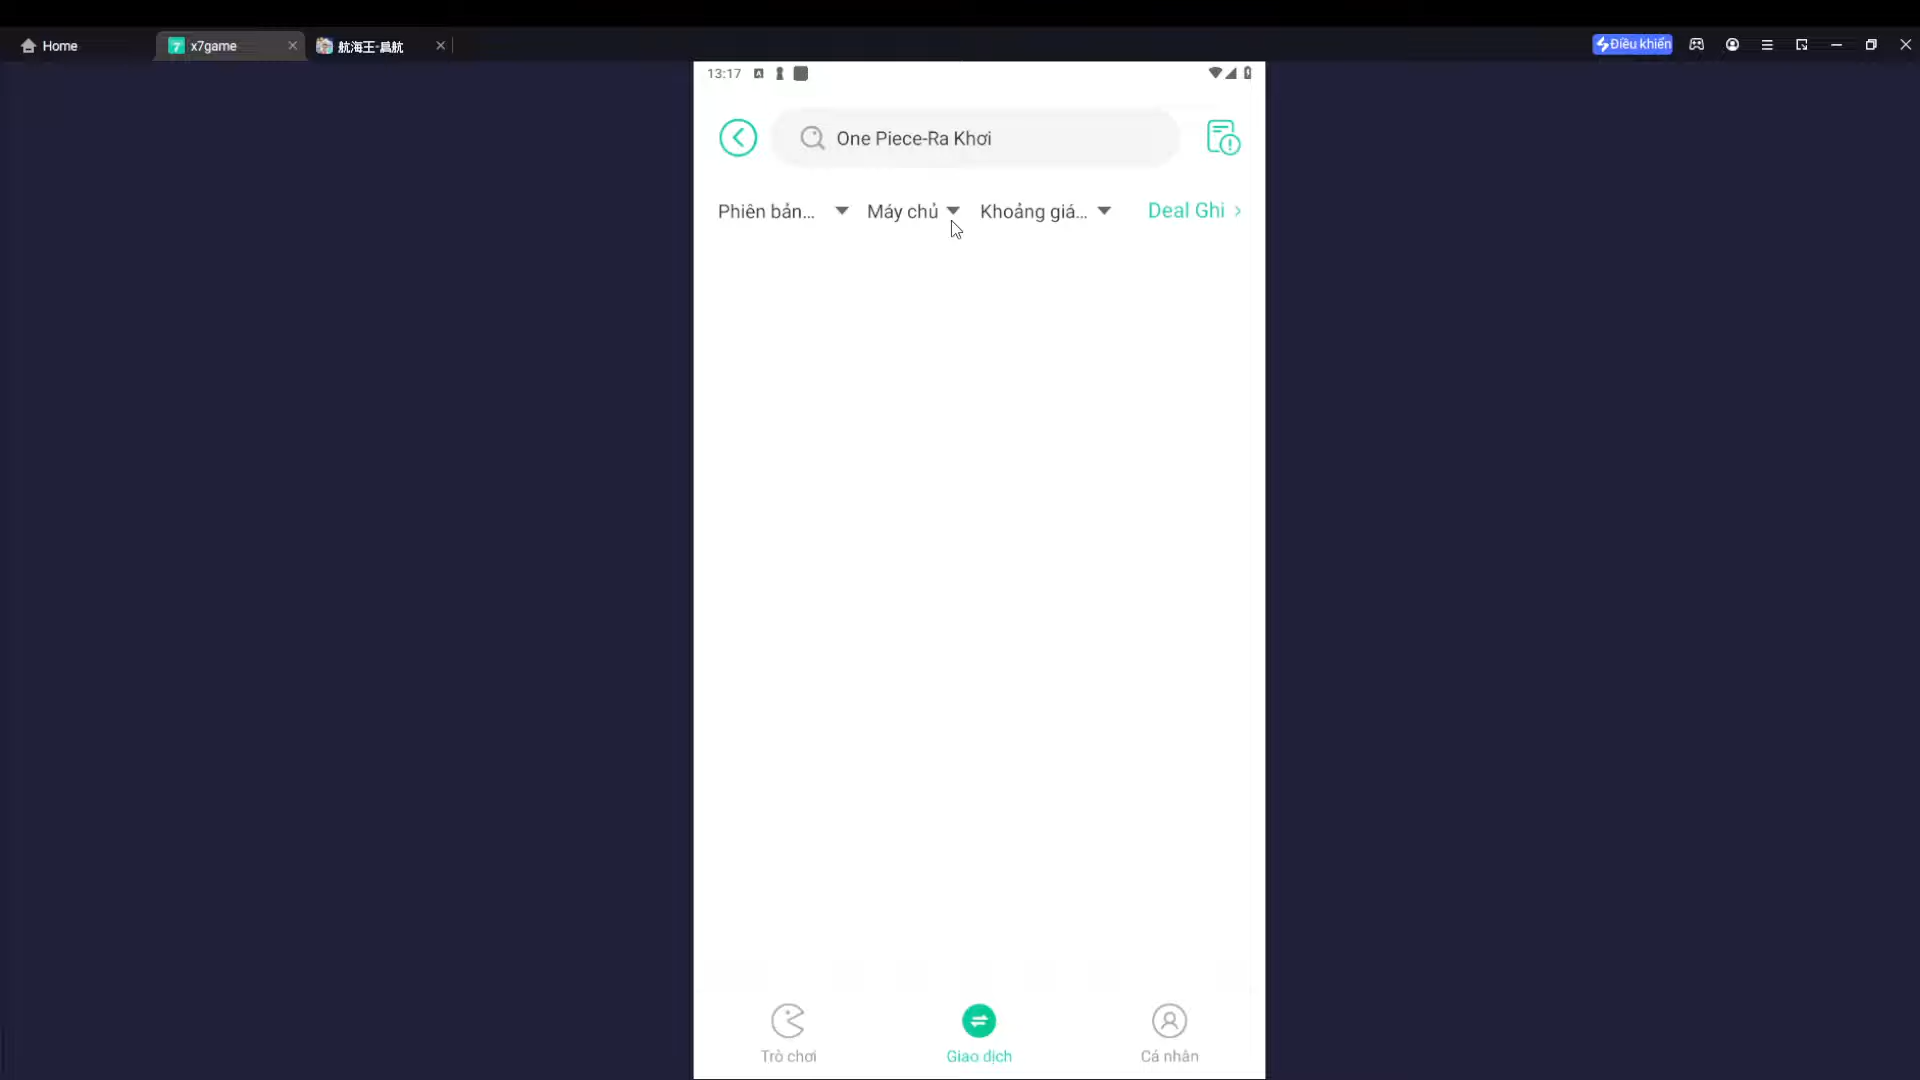 Home
x7game
航海王-扁航
Điều khiển
13:17
One Piece-Ra Khơi
Phiên bản...
Máy chủ
Khoảng giá...
Deal Ghi
Trò chơi
Giao dịch
Cá nhân